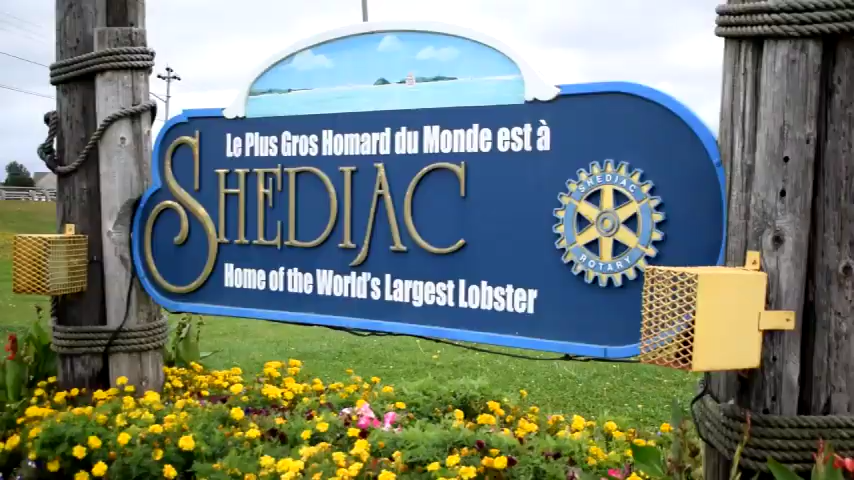 Le Plus Gros Homard du Monde est à
SHEDIAC
Home of the World's Largest Lobster
SHEDIAC
ROTARY